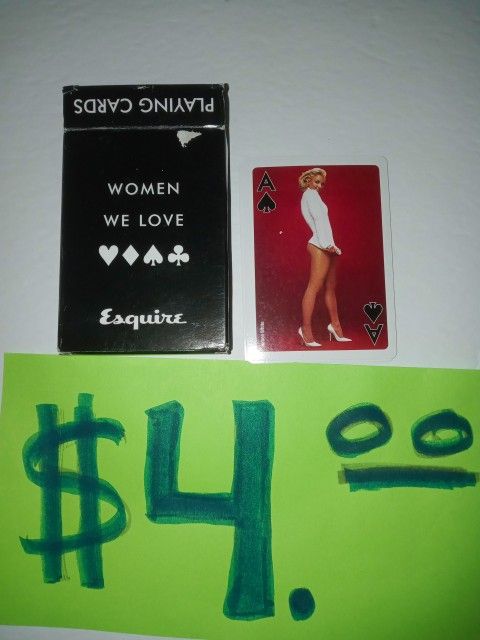 PLAYING CARDS
WOMEN
WE LOVE
Esquire
A
A
$4.00